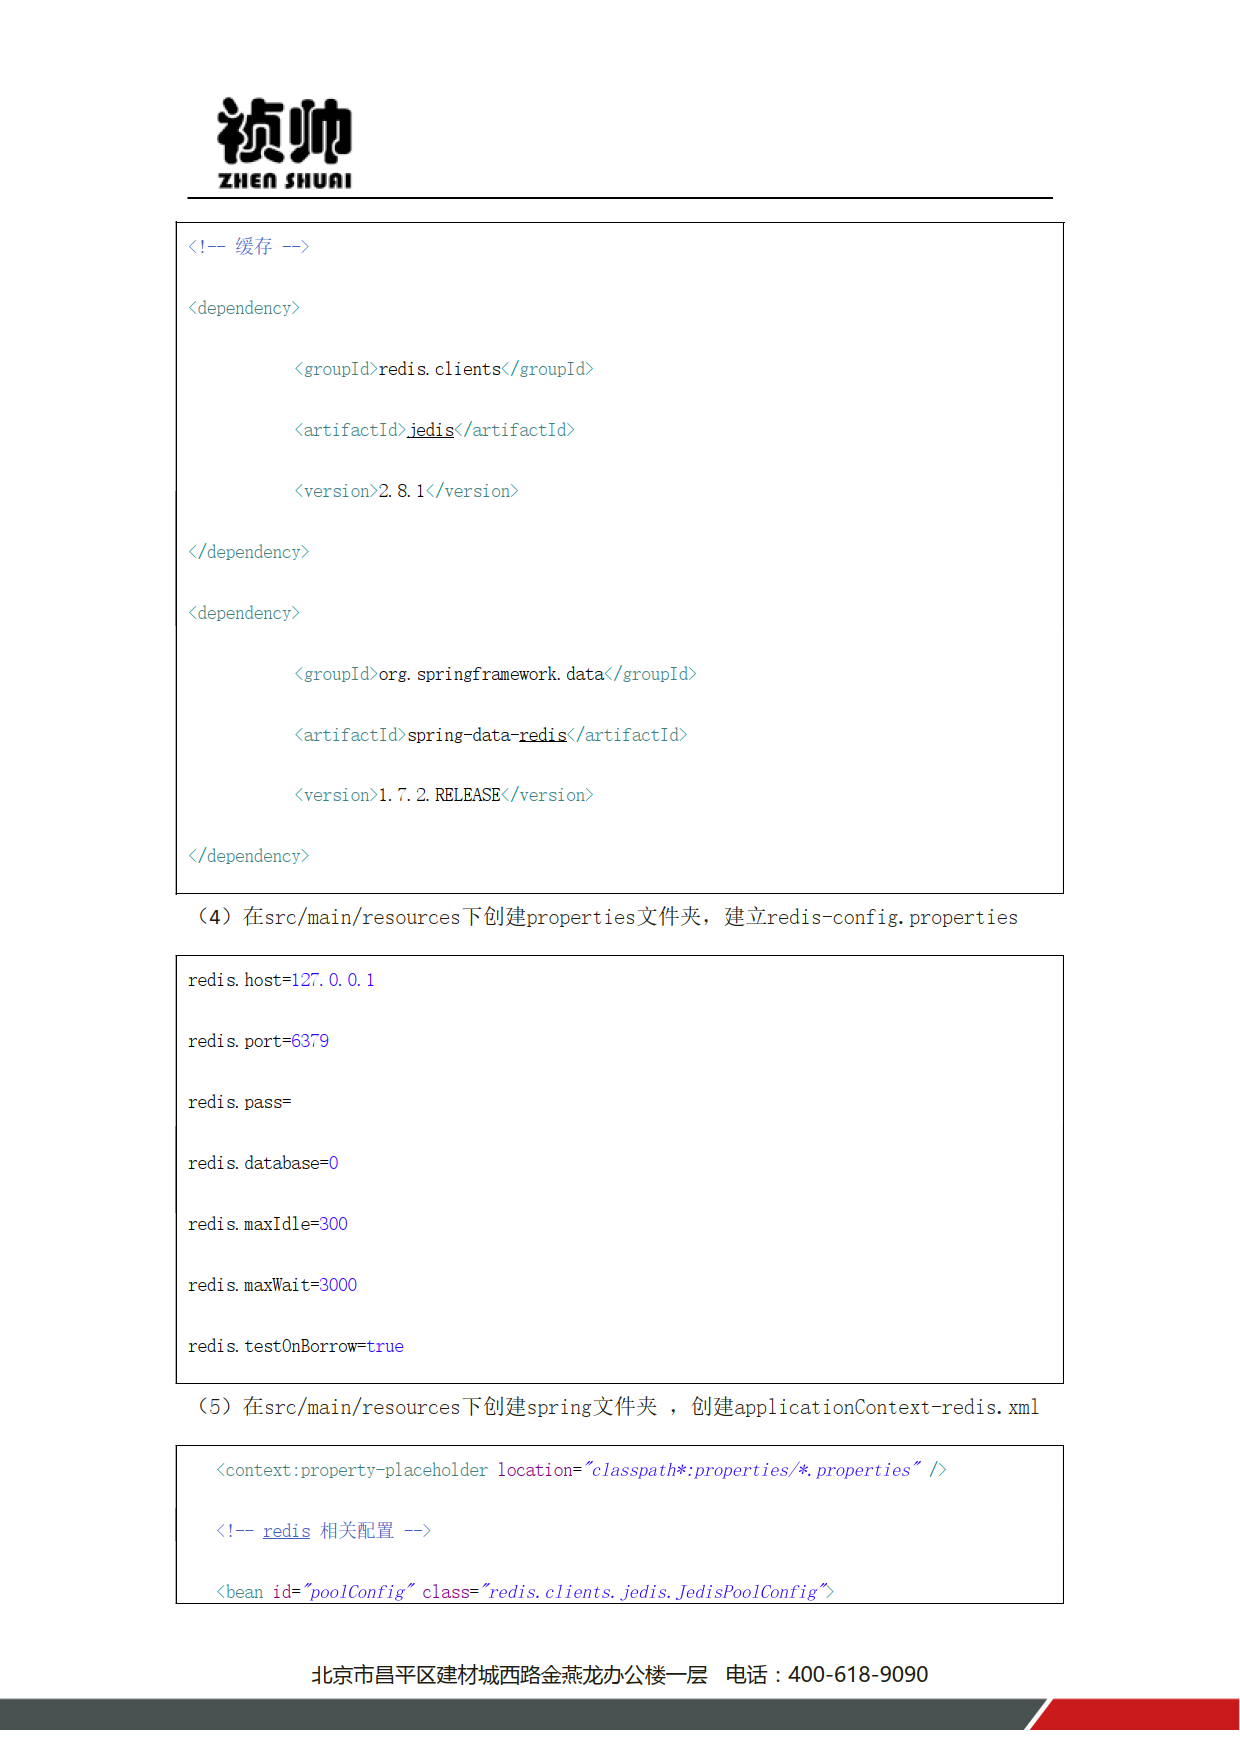 祯帅
ZHEN SHUAI
<!-- 缓存 -->
<dependency>
<groupId>redis.clients</groupId>
<artifactId>jedis</artifactId>
<version>2.8.1</version>
</dependency>
<dependency>
<groupId>org.springframework.data</groupId>
<artifactId>spring-data-redis</artifactId>
<version>1.7.2.RELEASE</version>
</dependency>
（4）在src/main/resources下创建properties文件夹，建立redis-config.properties
redis.host=127.0.0.1
redis.port=6379
redis.pass=
redis.database=0
redis.maxIdle=300
redis.maxWait=3000
redis.testOnBorrow=true
（5）在src/main/resources下创建spring文件夹 ，创建applicationContext-redis.xml
<context:property-placeholder location="classpath*:properties/*.properties" />
<!-- redis 相关配置 -->
<bean id="poolConfig" class="redis.clients.jedis.JedisPoolConfig">
北京市昌平区建材城西路金燕龙办公楼一层 电话：400-618-9090